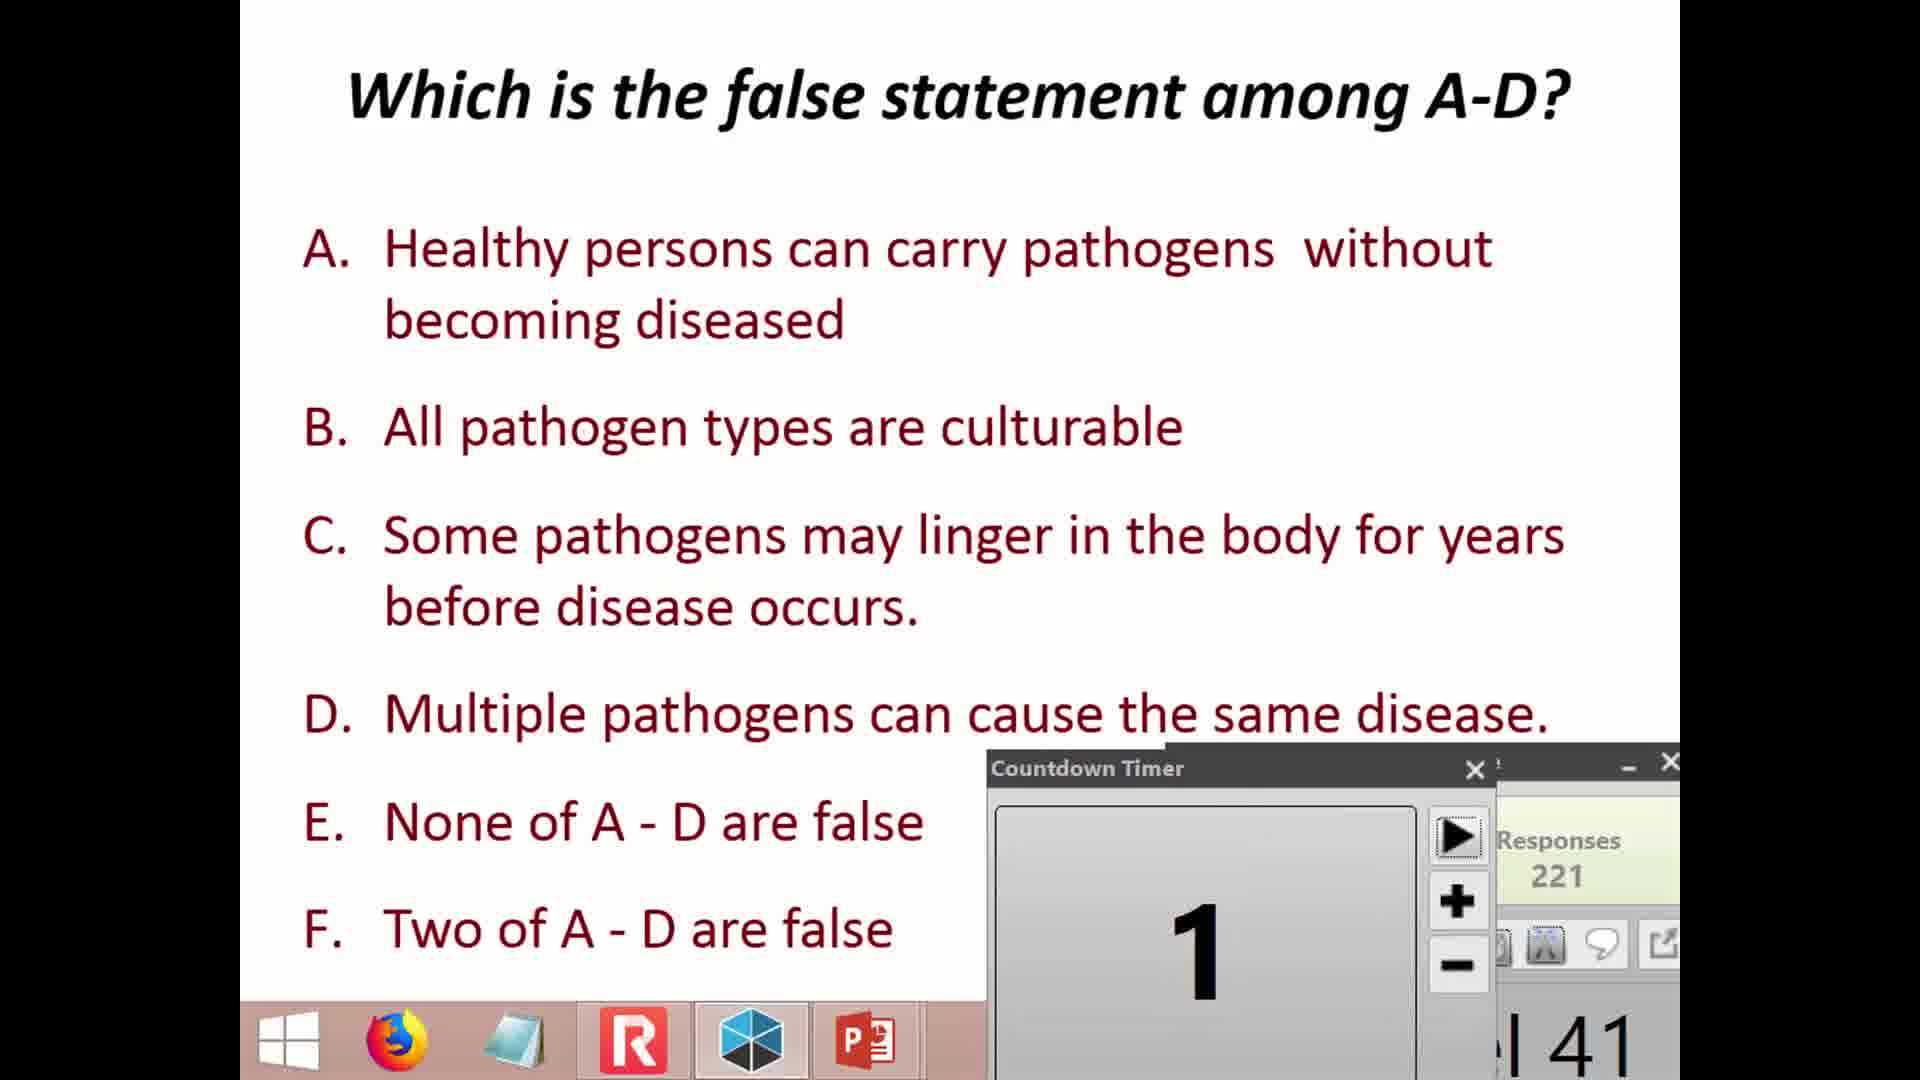 Which is the false statement among A-D?
A. Healthy persons can carry pathogens without
becoming diseased
B. All pathogen types are culturable
C. Some pathogens may linger in the body for years
before disease occurs.
D. Multiple pathogens can cause the same disease.
E. None of A - D are false
F. Two of A - D are false
Countdown Timer
1
Responses
221
41